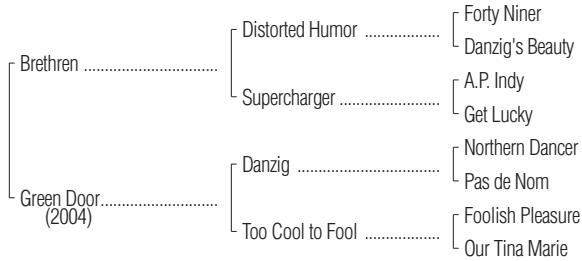 Forty Niner
Distorted Humor ..................
Danzig's Beauty
Brethren ................................
A.P. Indy
Supercharger ........................
Get Lucky
Northern Dancer
Danzig ..................................
Pas de Nom
Green Door............................
(2004)
Foolish Pleasure
Too Cool to Fool ..................
Our Tina Marie